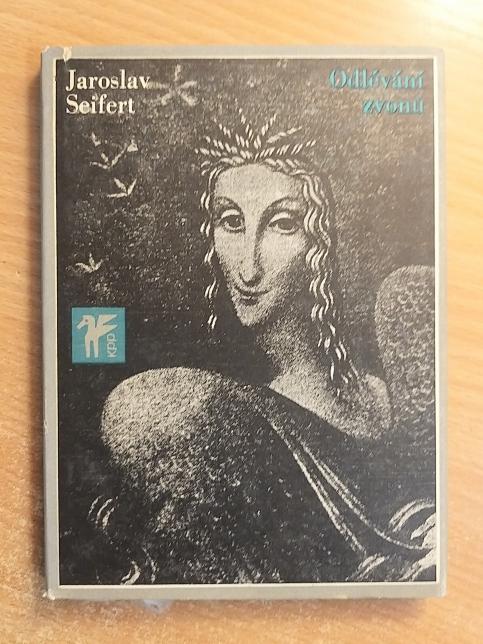 Jaroslav
Seifert
Odlévání
zvonů
kpp